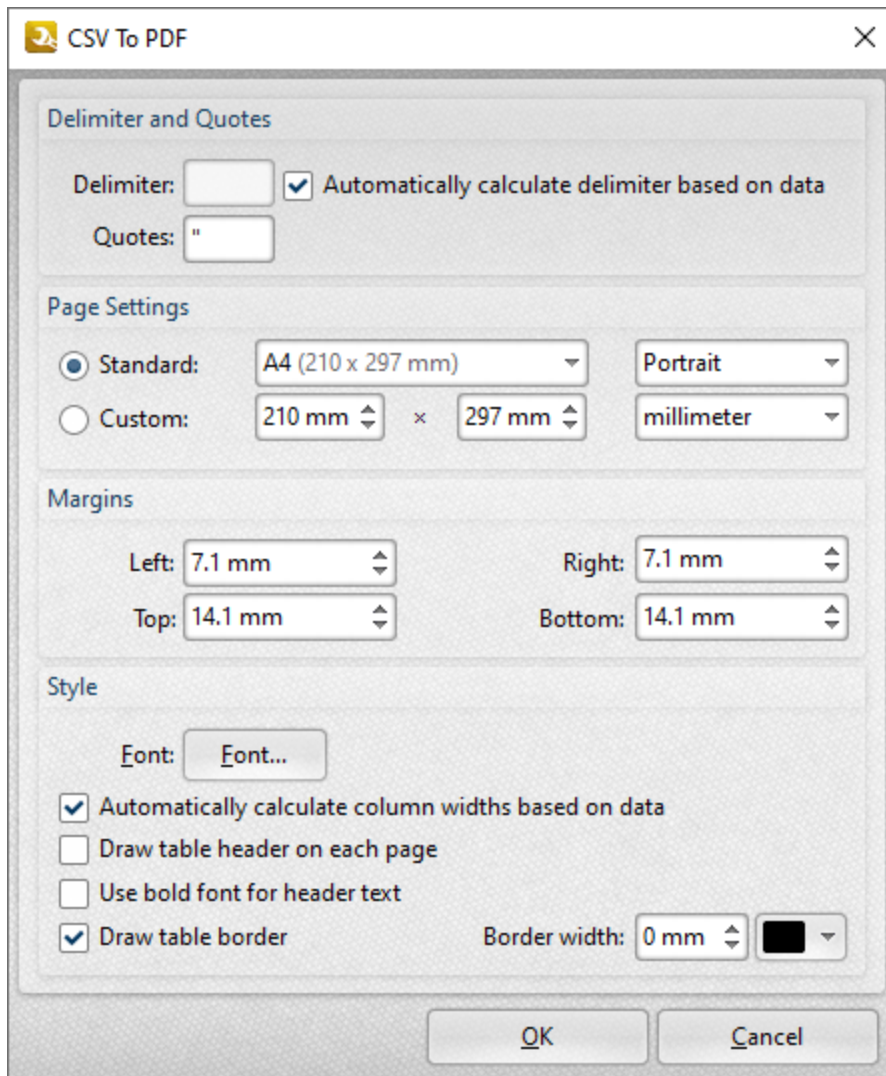 CSV To PDF
Delimiter and Quotes
Delimiter: Automatically calculate delimiter based on data
Quotes: "
Page Settings
Standard: A4 (210 x 297 mm) Portrait
Custom: 210 mm × 297 mm millimeter
Margins
Left: 7.1 mm Right: 7.1 mm
Top: 14.1 mm Bottom: 14.1 mm
Style
Font: Font...
Automatically calculate column widths based on data
Draw table header on each page
Use bold font for header text
Draw table border Border width: 0 mm
OK Cancel